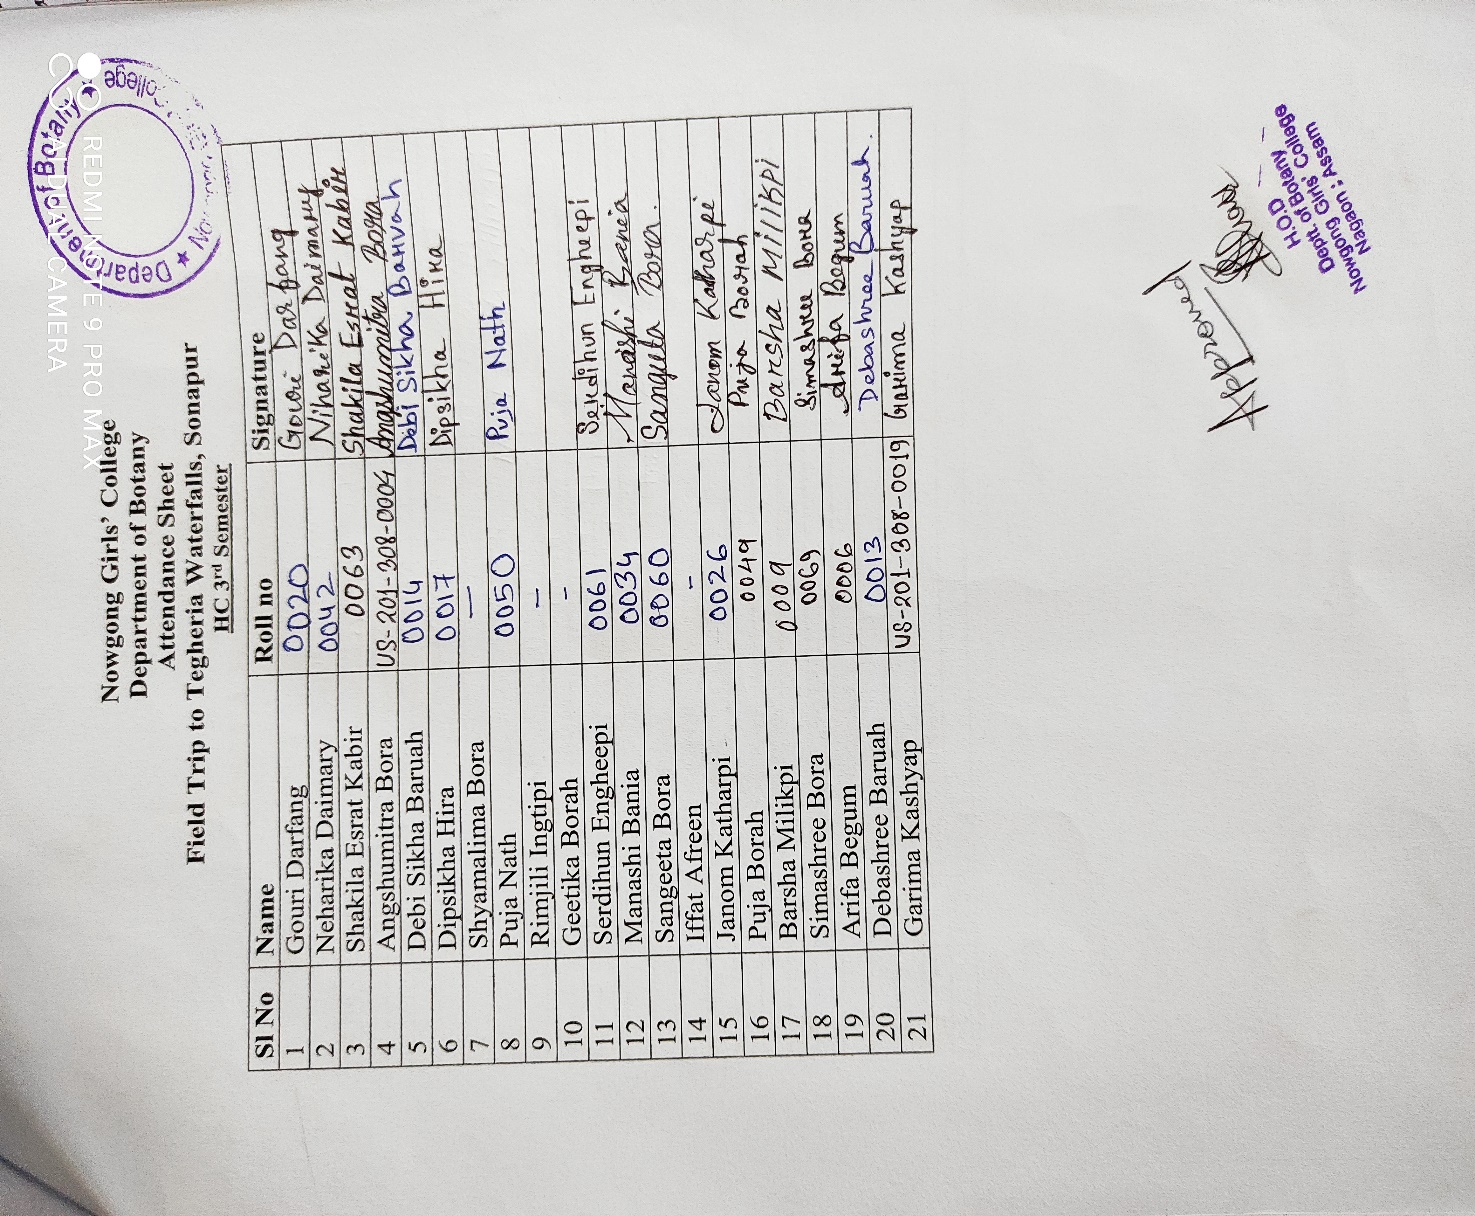 Nowgong Girls' College
Department of Botany
Attendance Sheet
Field Trip to Tegheria Waterfalls, Sonapur
HC 3rd Semester
Department of Botany
College
REDMI NOTE 9 PRO MAX
AI QUAD CAMERA
Sl No Name Roll no Signature
1 Gouri Darfang 0020 Gouri Darfang
2 Neharika Daimary 0042 Niharika Daimary
3 Shakila Esrat Kabir 0063 Shakila Esrat Kabir
4 Angshumitra Bora US-201-308-0004 Angshumitra Bora
5 Debi Sikha Baruah 0014 Debi Sikha Baruah
6 Dipsikha Hira 0017 Dipsikha Hira
7 Shyamalima Bora —
8 Puja Nath 0050 Puja Nath
9 Rimjili Ingtipi –
10 Geetika Borah -
11 Serdihun Engheepi 0061 Serdihun Engheepi
12 Manashi Bania 0034 Manashi Bania
13 Sangeeta Bora 0060 Sangeeta Bora.
14 Iffat Afreen -
15 Janom Katharpi 0026 Janom Katharpi
16 Puja Borah 0049 Puja Borah
17 Barsha Milikpi 0009 Barsha Milikpi
18 Simashree Bora 0069 Simashree Bora
19 Arifa Begum 0006 Arifa Begum
20 Debashree Baruah 0013 Debashree Baruah.
21 Garima Kashyap US-201-308-0019 Garima Kashyap
Approved
H.O.D
Deptt. of Botany
Nowgong Girls' College
Nagaon : Assam